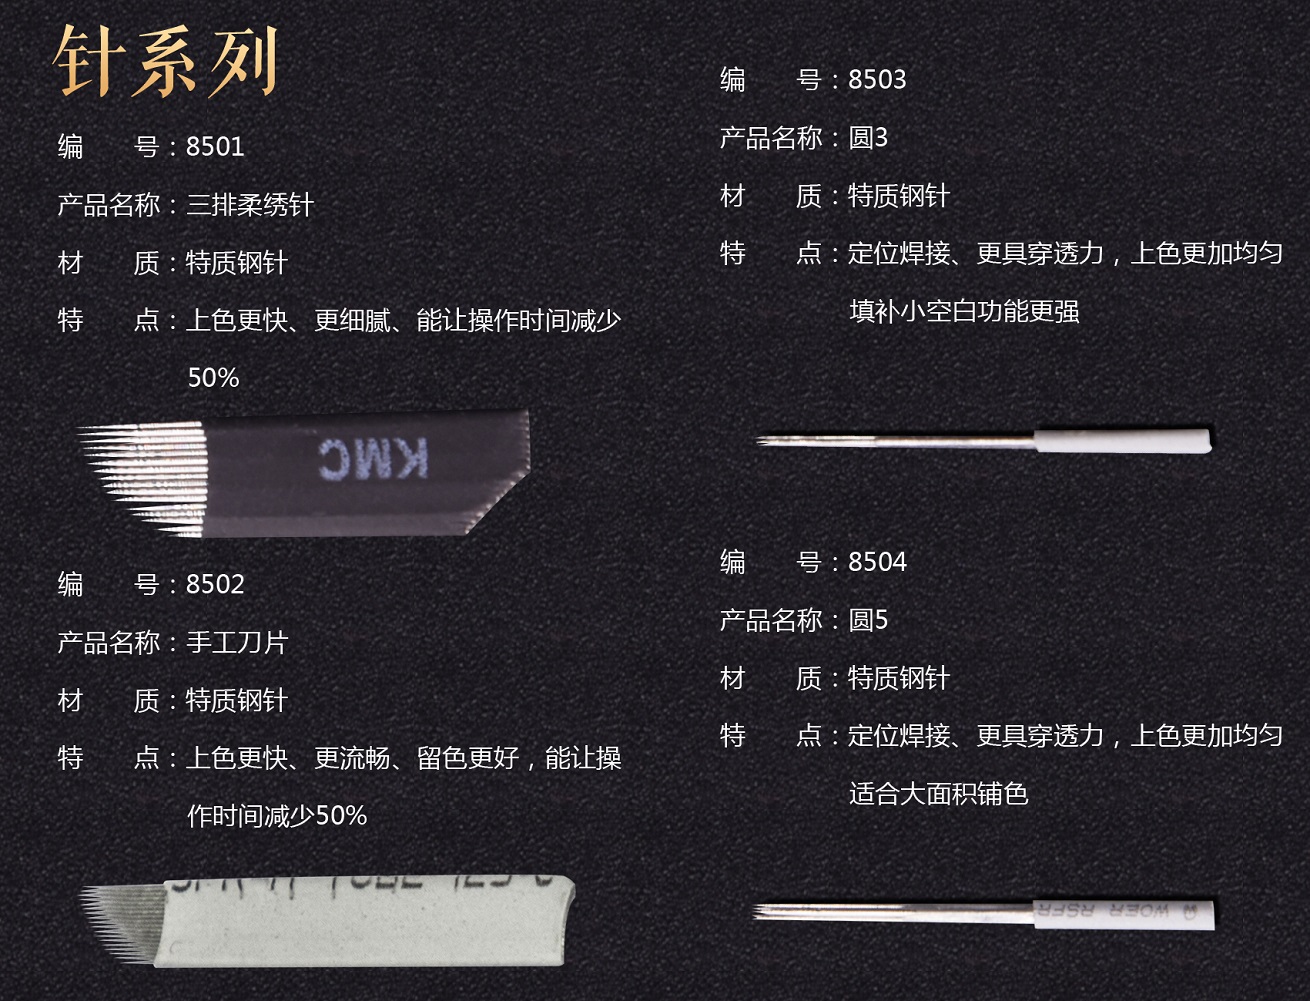 针系列
编 号：8501
产品名称：三排柔绣针
材 质：特质钢针
特 点：上色更快、更细腻、能让操作时间减少
50%
KMC
编 号：8502
产品名称：手工刀片
材 质：特质钢针
特 点：上色更快、更流畅、留色更好，能让操
作时间减少50%
编 号：8503
产品名称：圆3
材 质：特质钢针
特 点：定位焊接、更具穿透力，上色更加均匀
填补小空白功能更强
编 号：8504
产品名称：圆5
材 质：特质钢针
特 点：定位焊接、更具穿透力，上色更加均匀
适合大面积铺色
WOER RSFR